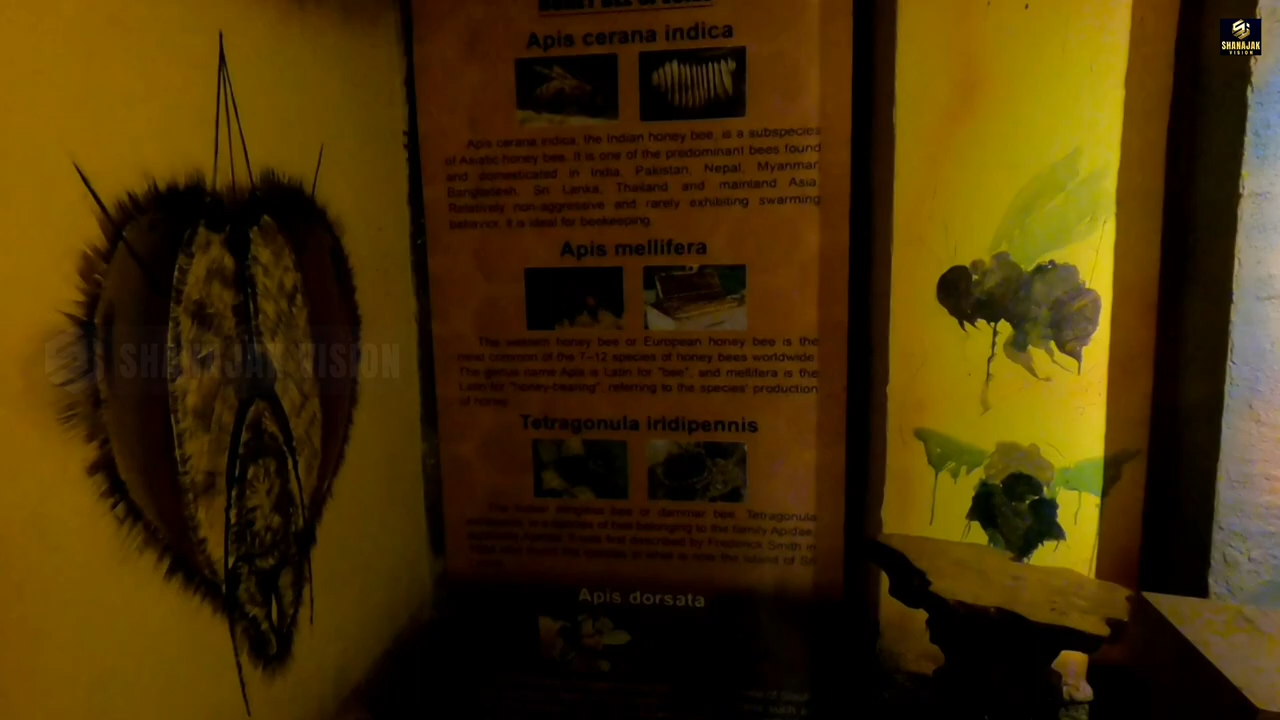 SHANAJAK
VISION
Apis cerana indica
Apis cerana indica, the Indian honey bee, is a subspecies
of Asiatic honey bee. It is one of the predominant bees found
and domesticated in India, Pakistan, Nepal, Myanmar
Bangladesh, Sri Lanka, Thailand and mainland Asia
Relatively non-aggressive and rarely exhibiting swarming
behavior, it is ideal for beekeeping.
Apis mellifera
The western honey bee or European honey bee is the
most common of the 7–12 species of honey bees worldwide
The genus name Apis is Latin for "bee", and mellifera is the
Latin for "honey-bearing", referring to the species' production
of honey
SHANAJAK VISION
Tetragonula iridipennis
The Indian stingless bee or dammar bee, Tetragonula
is a species of bee belonging to the family Apidae,
It was first described by Frederick Smith in
the island of
Apis dorsata